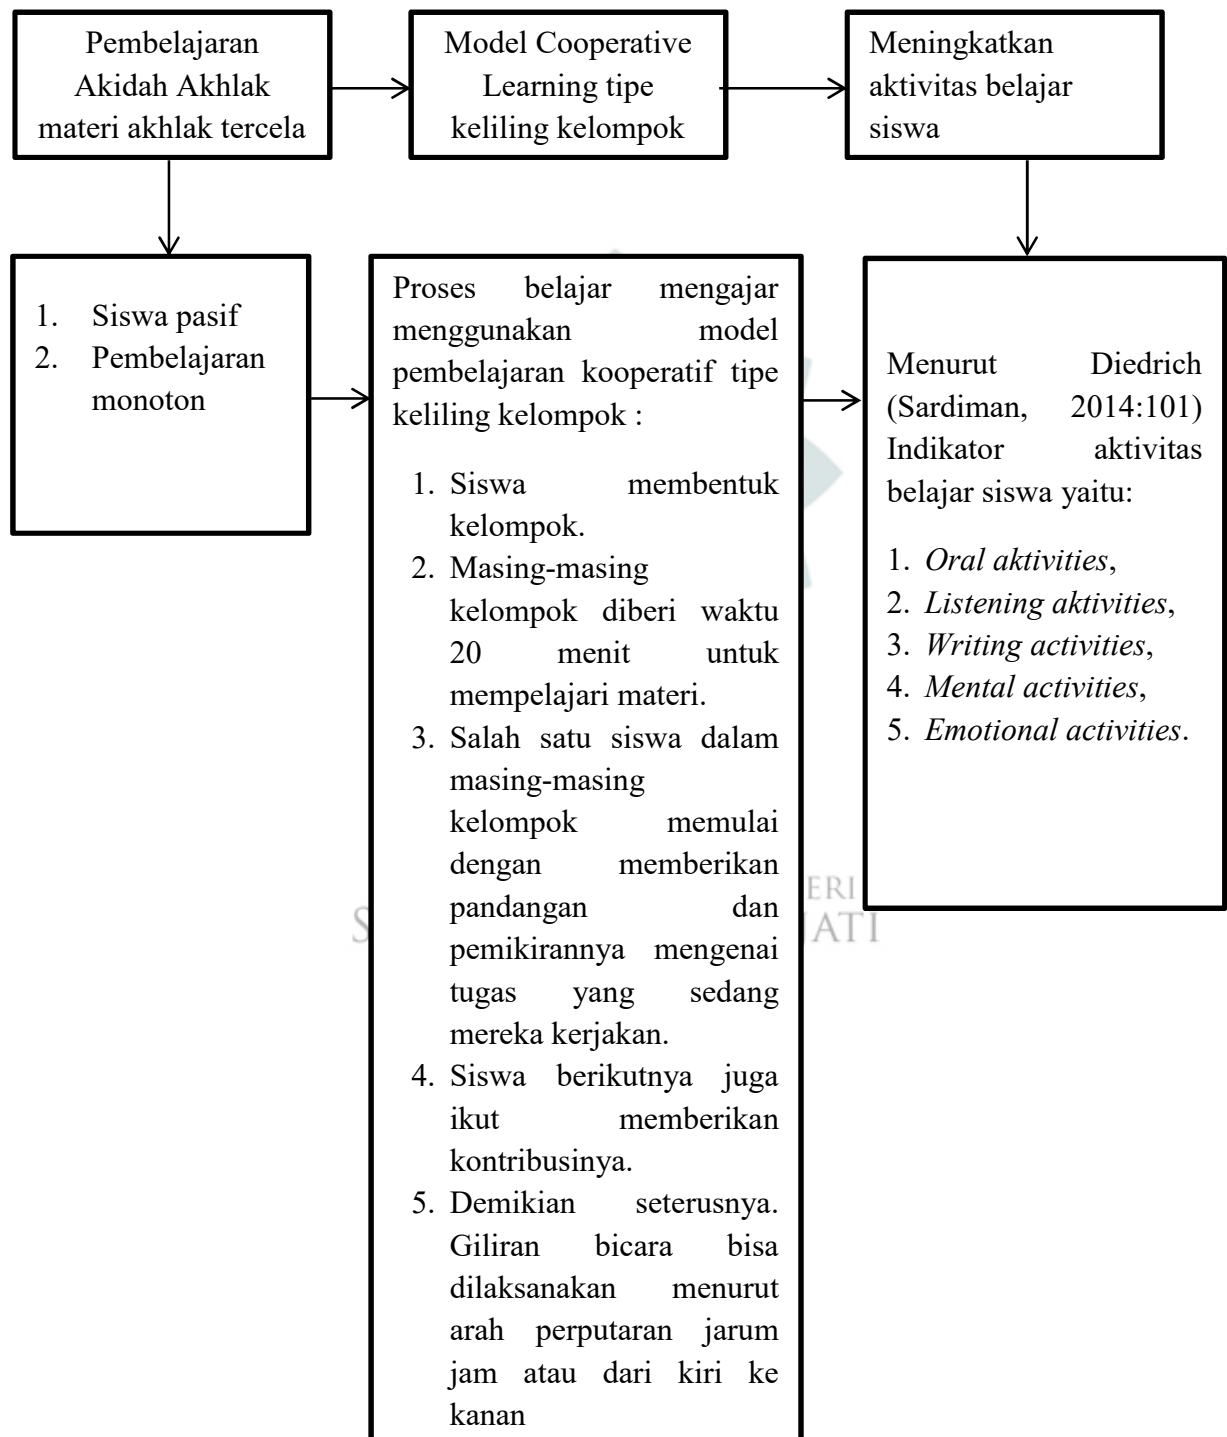 Pembelajaran
Akidah Akhlak
materi akhlak tercela
Model Cooperative
Learning tipe
keliling kelompok
Meningkatkan
aktivitas belajar
siswa
1. Siswa pasif
2. Pembelajaran
monoton
Proses belajar mengajar
menggunakan model
pembelajaran kooperatif tipe
keliling kelompok :
1. Siswa membentuk
kelompok.
2. Masing-masing
kelompok diberi waktu
20 menit untuk
mempelajari materi.
3. Salah satu siswa dalam
masing-masing
kelompok memulai
dengan memberikan
pandangan dan
pemikirannya mengenai
tugas yang sedang
mereka kerjakan.
4. Siswa berikutnya juga
ikut memberikan
kontribusinya.
5. Demikian seterusnya.
Giliran bicara bisa
dilaksanakan menurut
arah perputaran jarum
jam atau dari kiri ke
kanan
Menurut Diedrich
(Sardiman, 2014:101)
Indikator aktivitas
belajar siswa yaitu:
1. Oral aktivities,
2. Listening aktivities,
3. Writing activities,
4. Mental activities,
5. Emotional activities.